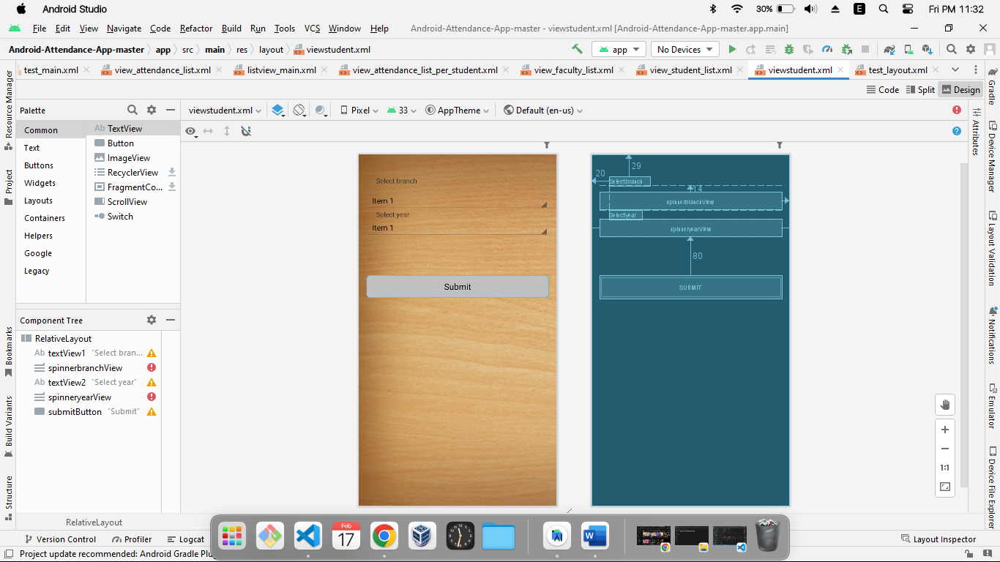 Android Studio
30%
E
Fri PM 11:32
File Edit View Navigate Code Refactor Build Run Tools VCS Window Help
Android-Attendance-App-master - viewstudent.xml [Android-Attendance-App-master.app.main]
Android-Attendance-App-master app src main res layout viewstudent.xml
app
No Devices
test_main.xml view_attendance_list.xml listview_main.xml view_attendance_list_per_student.xml view_faculty_list.xml view_student_list.xml viewstudent.xml test_layout.xml
Code Split Design
Resource Manager
Project
Bookmarks
Build Variants
Structure
Palette
Common
Text
Buttons
Widgets
Layouts
Containers
Helpers
Google
Legacy
Ab TextView
Button
ImageView
RecyclerView
FragmentCo...
ScrollView
Switch
viewstudent.xml Pixel 33 AppTheme Default (en-us)
Select branch
Item 1
Select year
Item 1
Submit
29
20
Select branch
14
spinnerbranchView
Select year
spinneryearView
80
SUBMIT
Component Tree
RelativeLayout
Ab textView1 "Select bran...
spinnerbranchView
Ab textView2 "Select year"
spinneryearView
submitButton "Submit"
1:1
Gradle
Attributes
Device Manager
Layout Validation
Notifications
Emulator
Device File Explorer
RelativeLayout
Version Control Profiler Logcat
Layout Inspector
Project update recommended: Android Gradle Plu
Feb
17
W